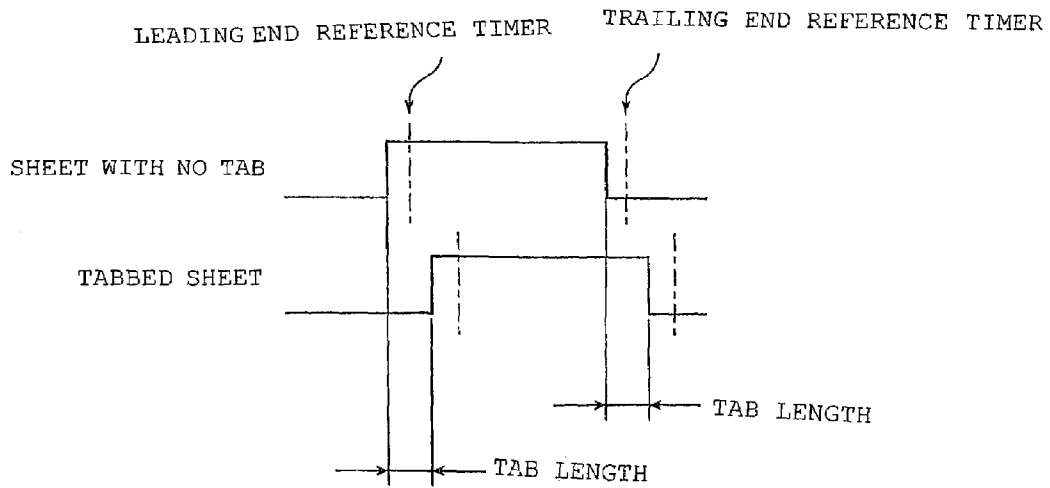 LEADING END REFERENCE TIMER
TRAILING END REFERENCE TIMER
SHEET WITH NO TAB
TABBED SHEET
TAB LENGTH
TAB LENGTH